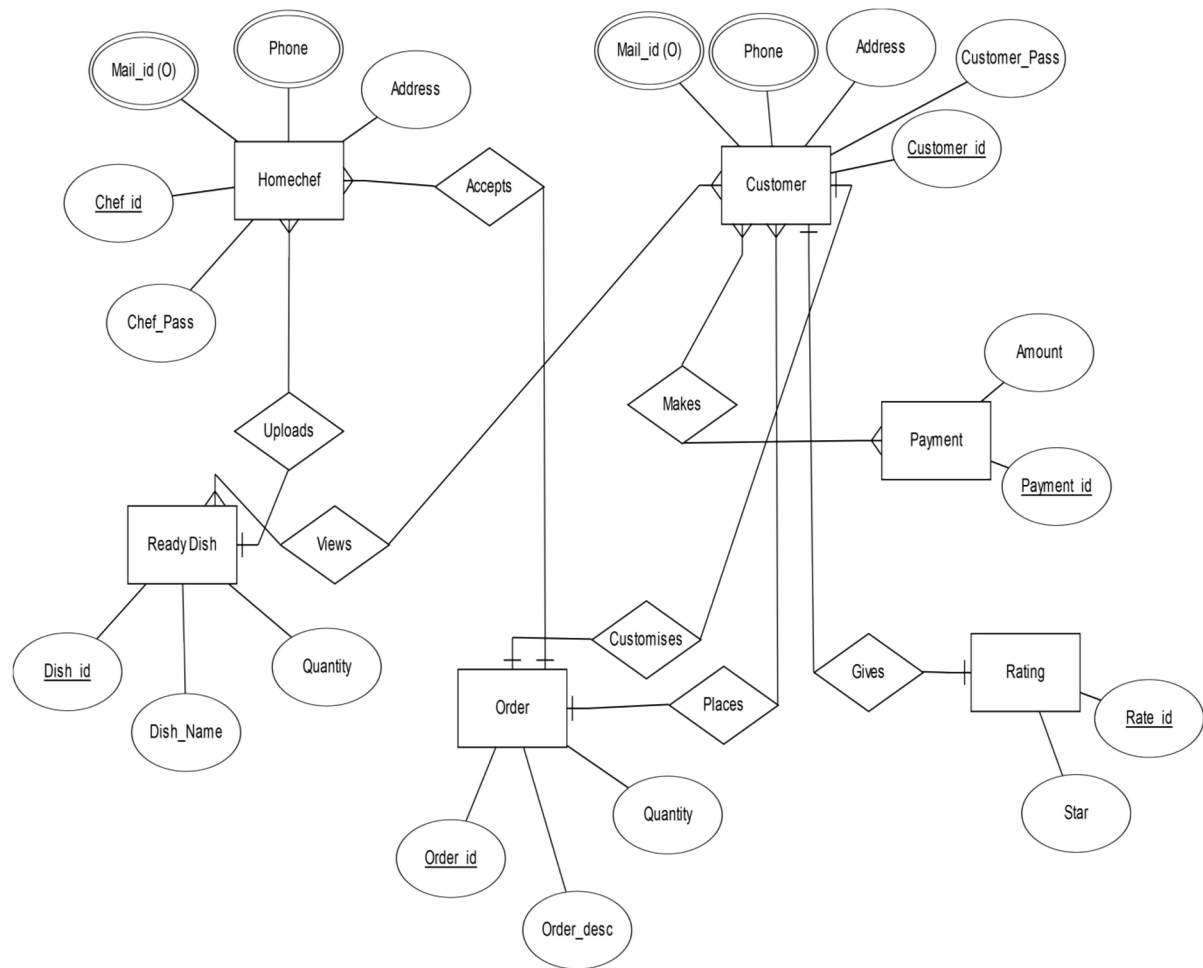 Phone
Mail_id (O)
Address
Homechef
Chef_id
Chef_Pass
Accepts
Mail_id (O)
Phone
Address
Customer_Pass
Customer_id
Customer
Uploads
Makes
Amount
Payment
Payment_id
Ready Dish
Views
Dish_id
Dish_Name
Quantity
Customises
Order
Places
Gives
Rating
Rate_id
Star
Order_id
Order_desc
Quantity